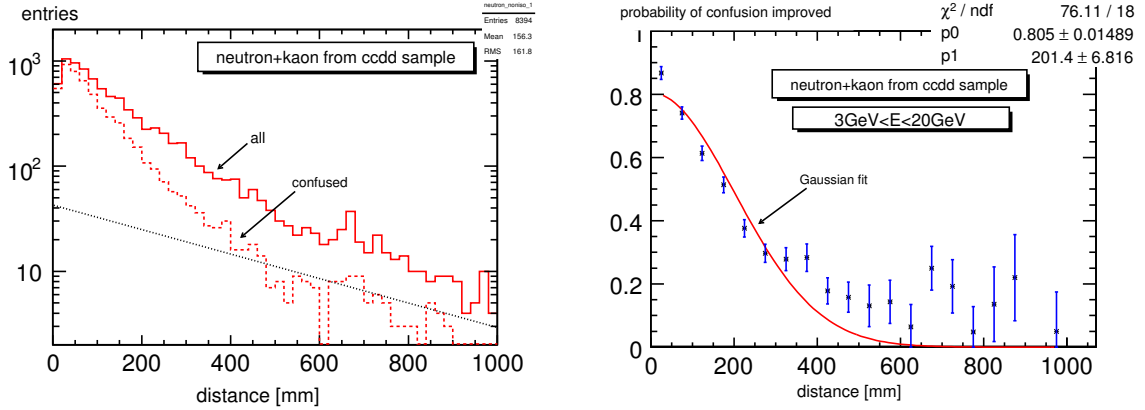 entries
neutron_noniso_1
Entries 8394
Mean 156.3
RMS 161.8
neutron+kaon from ccdd sample
10³
10²
10
all
confused
0 200 400 600 800 1000
distance [mm]
probability of confusion improved
χ² / ndf 76.11 / 18
p0 0.805 ± 0.01489
p1 201.4 ± 6.816
1
neutron+kaon from ccdd sample
0.8
3GeV<E<20GeV
0.6
Gaussian fit
0.4
0.2
0
0 200 400 600 800 1000
distance [mm]